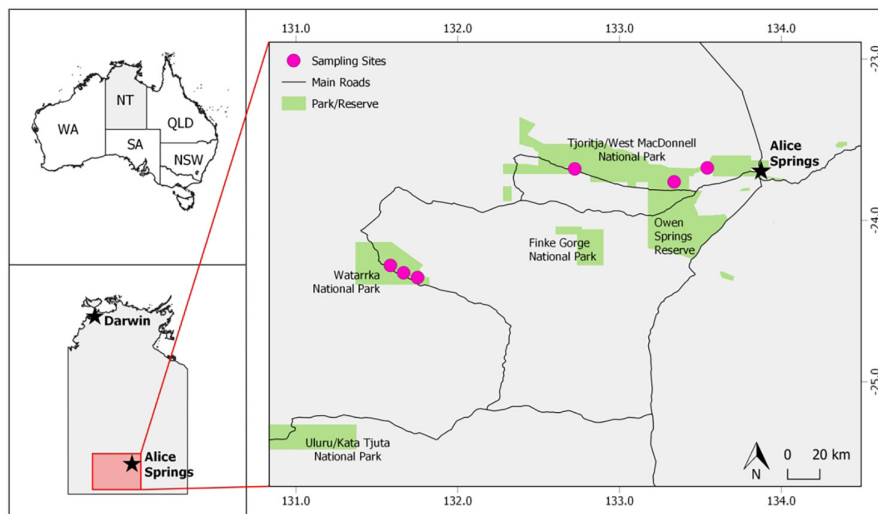 WA
NT
QLD
SA
NSW
Darwin
Alice
Springs
131.0
132.0
133.0
134.0
Sampling Sites
Main Roads
Park/Reserve
Tjoritja/West MacDonnell
National Park
Alice
Springs
Owen
Springs
Reserve
Finke Gorge
National Park
Watarrka
National Park
Uluru/Kata Tjuta
National Park
N
0 20 km
-23.0
-24.0
-25.0
131.0
132.0
133.0
134.0